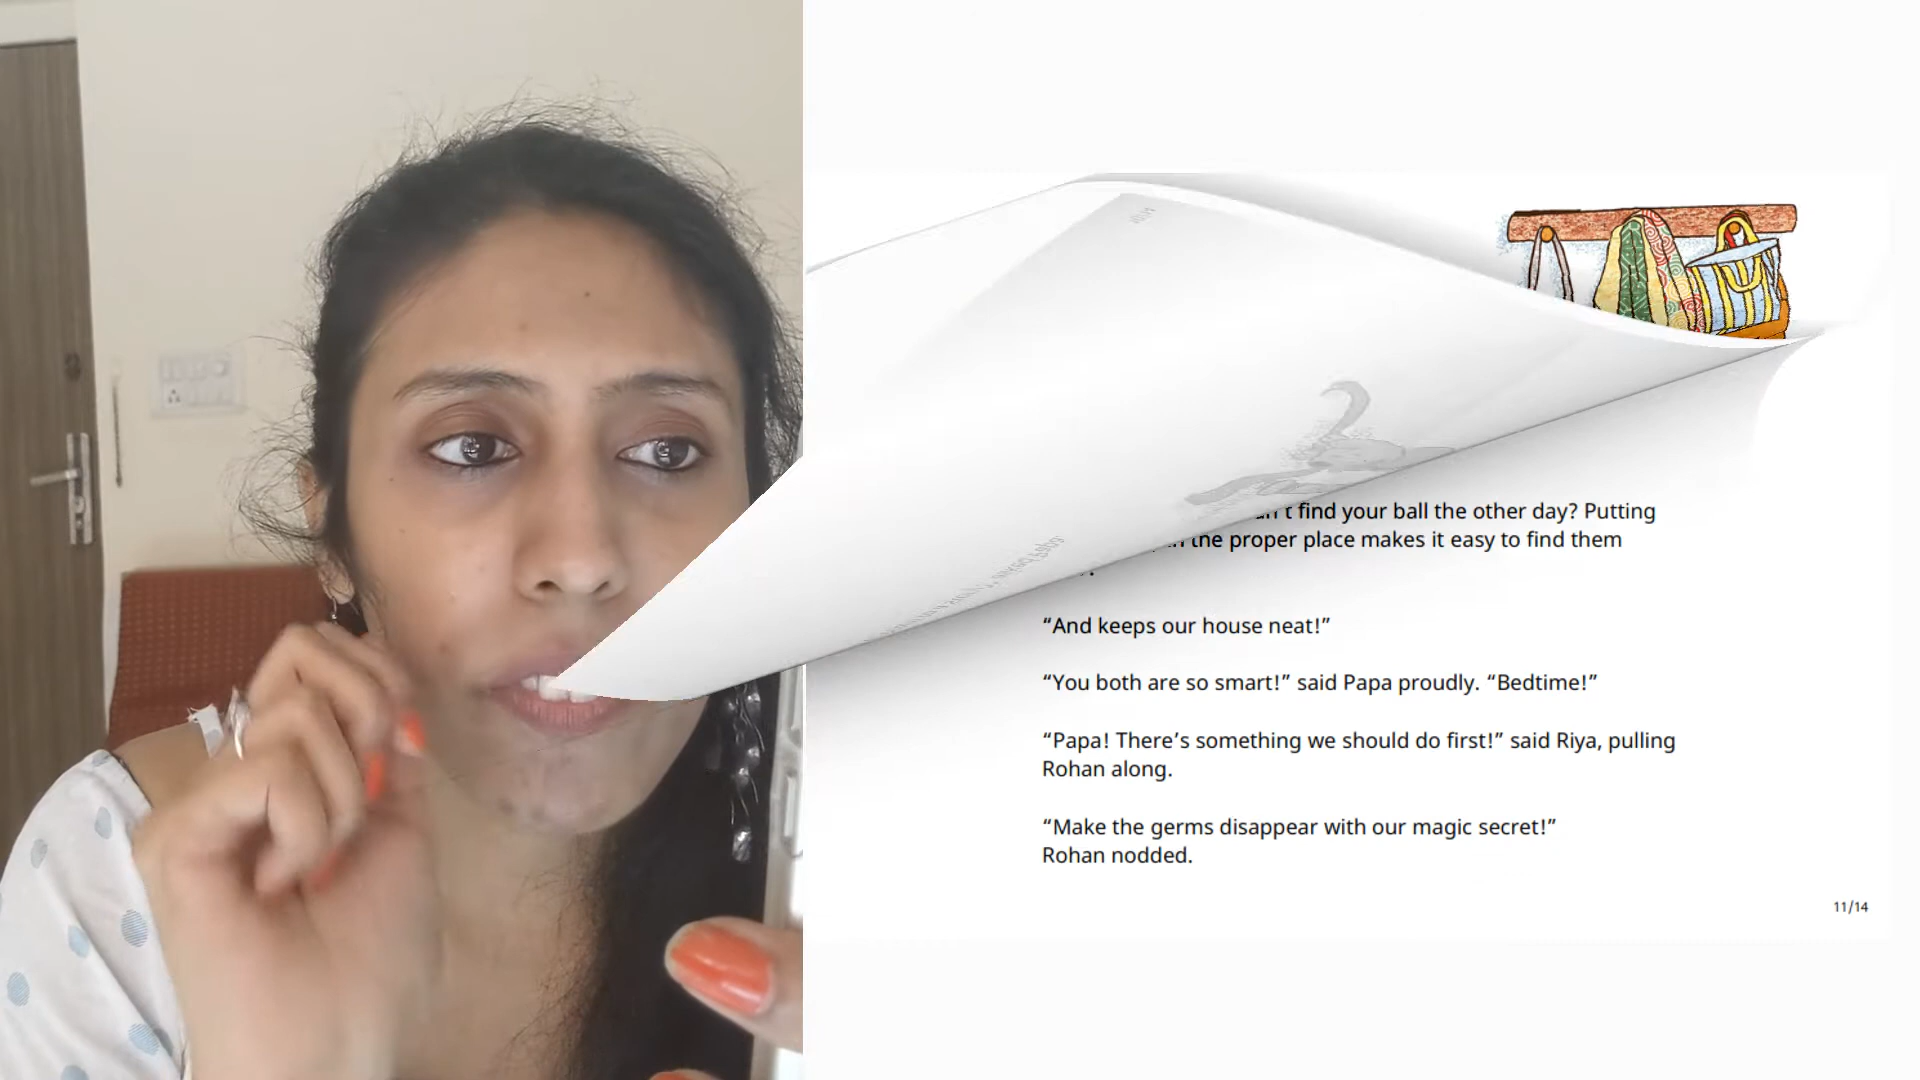 find your ball the other day? Putting
the proper place makes it easy to find them
“And keeps our house neat!”
“You both are so smart!” said Papa proudly. “Bedtime!”
“Papa! There’s something we should do first!” said Riya, pulling
Rohan along.
“Make the germs disappear with our magic secret!”
Rohan nodded.
11/14